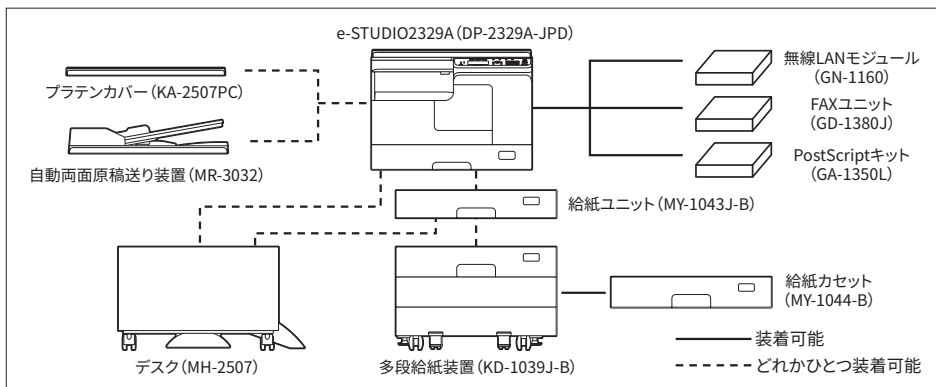 e-STUDIO2329A(DP-2329A-JPD)
プラテンカバー(KA-2507PC)
自動両面原稿送り装置(MR-3032)
無線LANモジュール
(GN-1160)
FAXユニット
(GD-1380J)
PostScriptキット
(GA-1350L)
給紙ユニット(MY-1043J-B)
給紙カセット
(MY-1044-B)
デスク(MH-2507)
多段給紙装置(KD-1039J-B)
装着可能
どれかひとつ装着可能